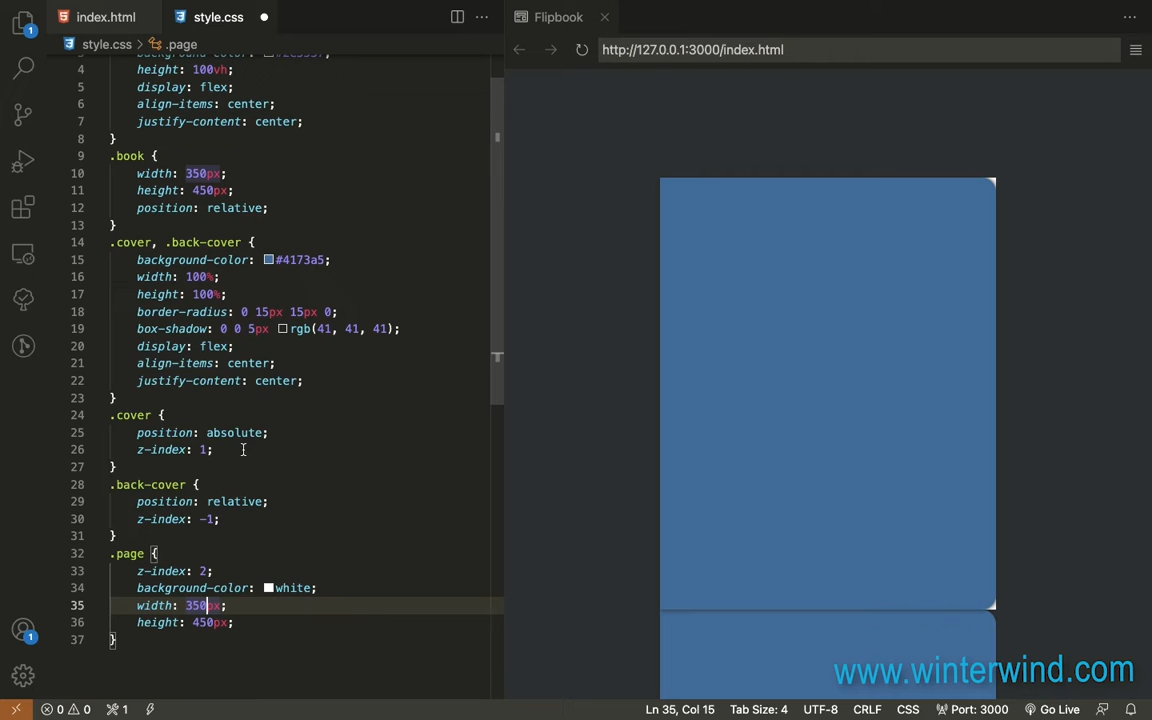 index.html
style.css
Flipbook
style.css > .page
http://127.0.0.1:3000/index.html
4 height: 100vh;
5 display: flex;
6 align-items: center;
7 justify-content: center;
8 }
9 .book {
10 width: 350px;
11 height: 450px;
12 position: relative;
13 }
14 .cover, .back-cover {
15 background-color: #4173a5;
16 width: 100%;
17 height: 100%;
18 border-radius: 0 15px 15px 0;
19 box-shadow: 0 0 5px rgb(41, 41, 41);
20 display: flex;
21 align-items: center;
22 justify-content: center;
23 }
24 .cover {
25 position: absolute;
26 z-index: 1;
27 }
28 .back-cover {
29 position: relative;
30 z-index: -1;
31 }
32 .page {
33 z-index: 2;
34 background-color: white;
35 width: 350px;
36 height: 450px;
37 }
1
1
www.winterwind.com
0 0 1 Ln 35, Col 15 Tab Size: 4 UTF-8 CRLF CSS Port: 3000 Go Live